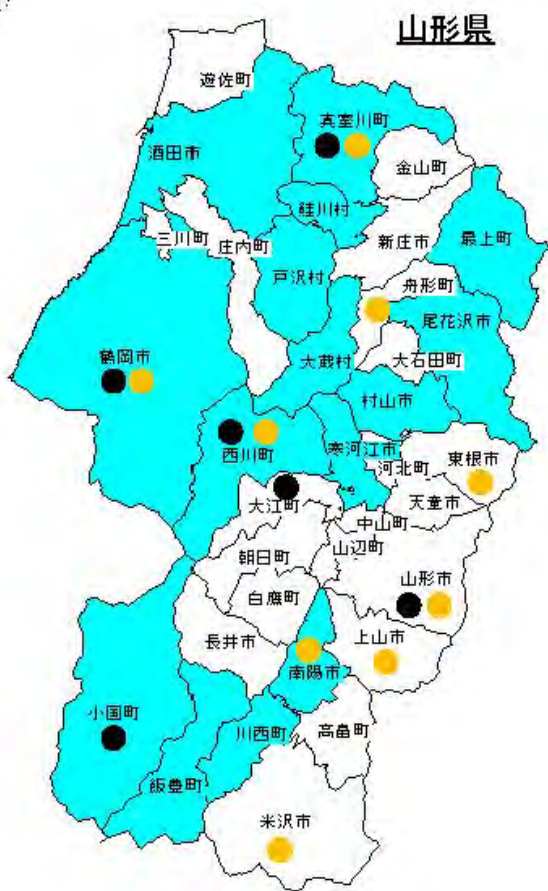 山形県
遊佐町
真室川町
酒田市
金山町
鮭川村
三川町
庄内町
新庄市
最上町
戸沢村
舟形町
尾花沢市
鶴岡市
大蔵村
大石田町
村山市
西川町
寒河江市
河北町
東根市
大江町
天童市
中山町
朝日町
山辺町
山形市
白鷹町
長井市
上山市
南陽市
小国町
川西町
高畠町
飯豊町
米沢市